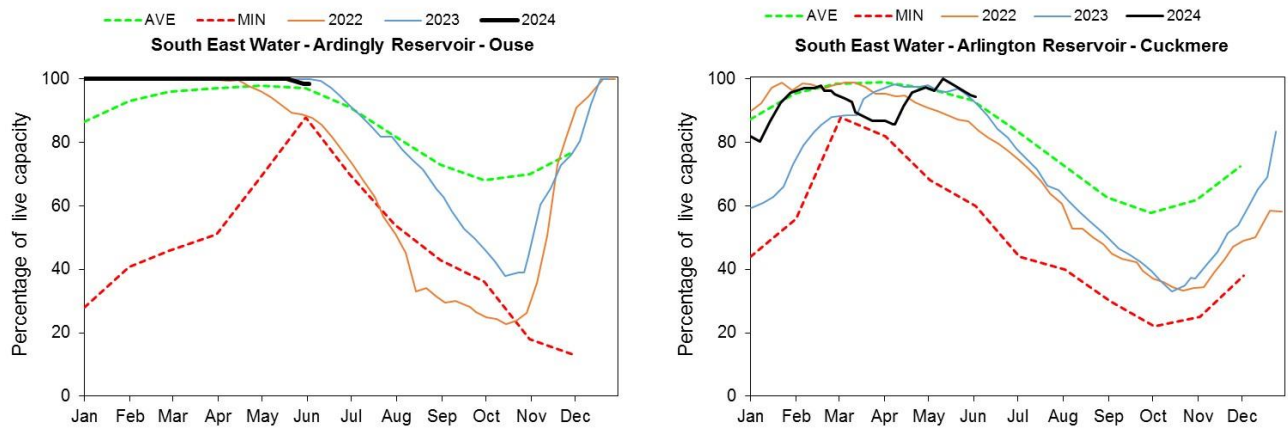 AVE MIN 2022 2023 2024
South East Water - Ardingly Reservoir - Ouse
Percentage of live capacity
100
80
60
40
20
0
Jan Feb Mar Apr May Jun Jul Aug Sep Oct Nov Dec
AVE MIN 2022 2023 2024
South East Water - Arlington Reservoir - Cuckmere
Percentage of live capacity
100
80
60
40
20
0
Jan Feb Mar Apr May Jun Jul Aug Sep Oct Nov Dec